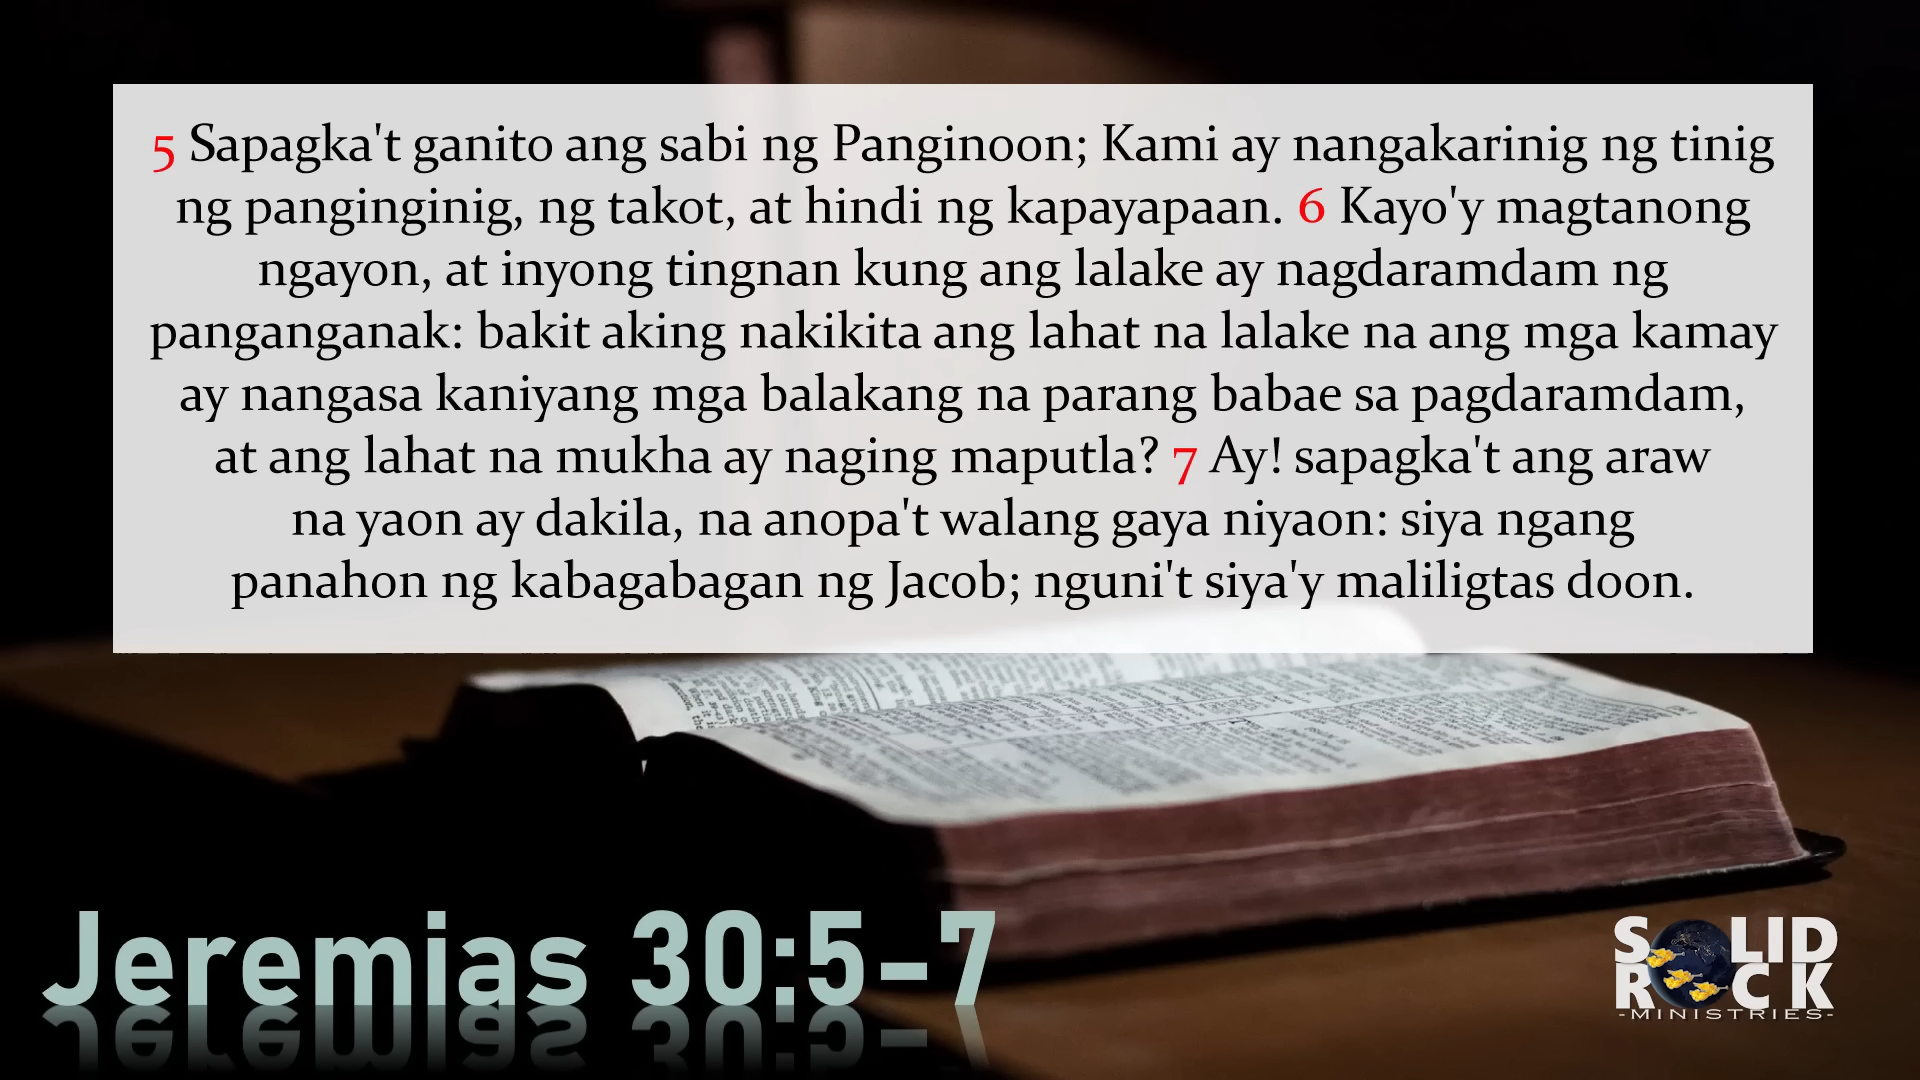 5 Sapagka't ganito ang sabi ng Panginoon; Kami ay nangakarinig ng tinig
ng panginginig, ng takot, at hindi ng kapayapaan. 6 Kayo'y magtanong
ngayon, at inyong tingnan kung ang lalake ay nagdaramdam ng
panganganak: bakit aking nakikita ang lahat na lalake na ang mga kamay
ay nangasa kaniyang mga balakang na parang babae sa pagdaramdam,
at ang lahat na mukha ay naging maputla? 7 Ay! sapagka't ang araw
na yaon ay dakila, na anopa't walang gaya niyaon: siya ngang
panahon ng kabagabagan ng Jacob; nguni't siya'y maliligtas doon.
Jeremias 30:5-7
SOLID
ROCK
-MINISTRIES-